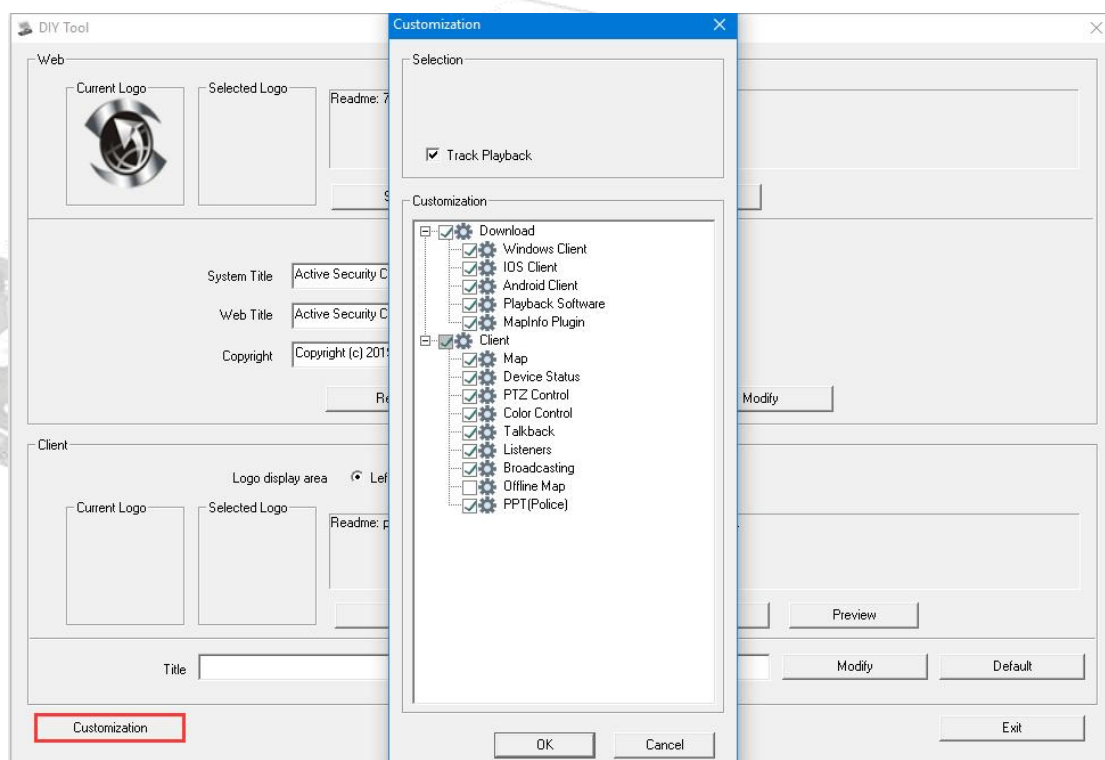 DIY Tool
Customization
Web
Current Logo
Selected Logo
Readme: 7
System Title
Active Security C
Web Title
Active Security C
Copyright
Copyright (c) 201
Modify
Client
Logo display area
Current Logo
Selected Logo
Readme: p
Preview
Title
Modify
Default
Customization
Exit
Selection
Track Playback
Customization
Download
Windows Client
IOS Client
Android Client
Playback Software
MapInfo Plugin
Client
Map
Device Status
PTZ Control
Color Control
Talkback
Listeners
Broadcasting
Offline Map
PPT(Police)
OK
Cancel